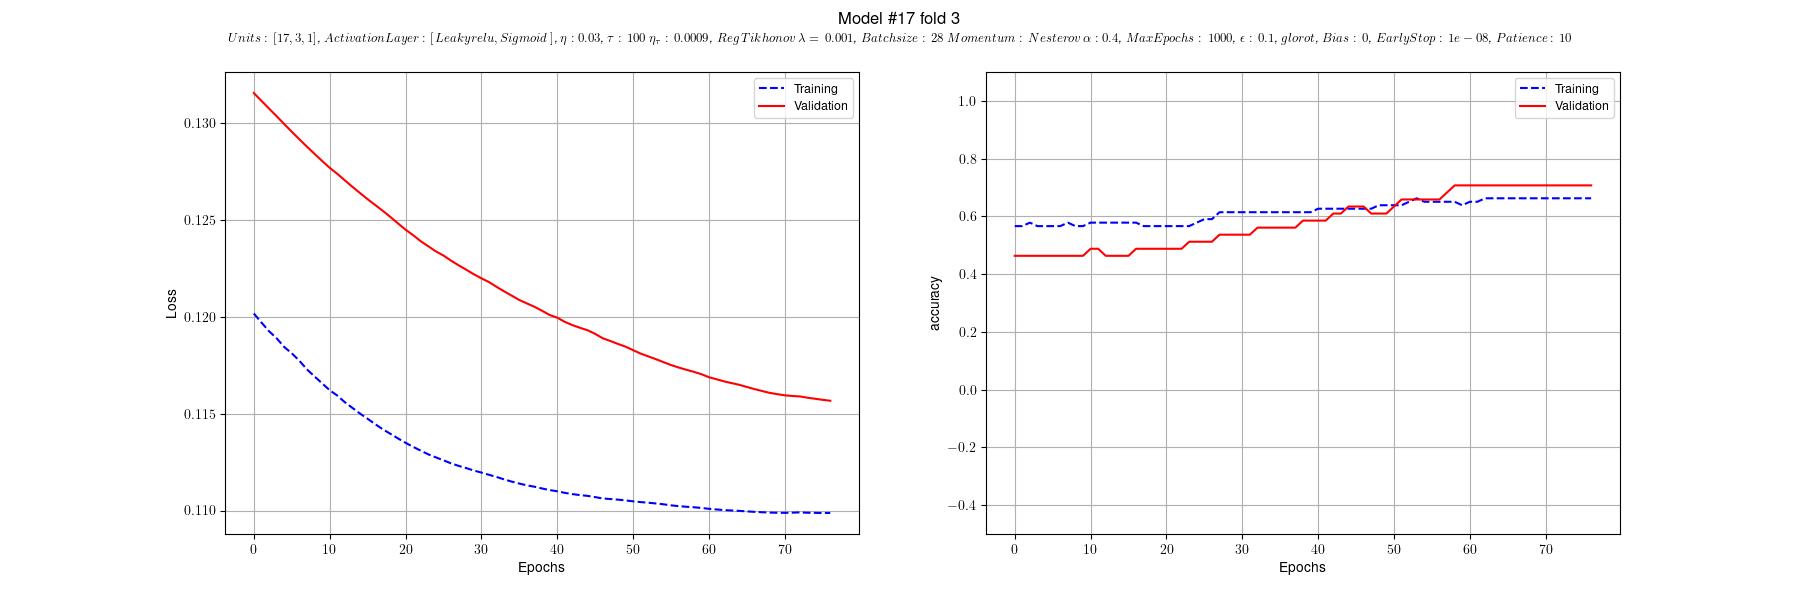 Model #17 fold 3
Units : [17, 3, 1], ActivationLayer : [Leakyrelu, Sigmoid ], η : 0.03, τ : 100 ητ : 0.0009, RegTikhonov λ = 0.001, Batchsize : 28 Momentum : Nesterov α : 0.4, MaxEpochs : 1000, ϵ : 0.1, glorot, Bias : 0, EarlyStop : 1e − 08, Patience : 10
Training
Validation
0.130
0.125
0.120
0.115
0.110
Loss
0 10 20 30 40 50 60 70
Epochs
Training
Validation
1.0
0.8
0.6
0.4
0.2
0.0
−0.2
−0.4
accuracy
0 10 20 30 40 50 60 70
Epochs